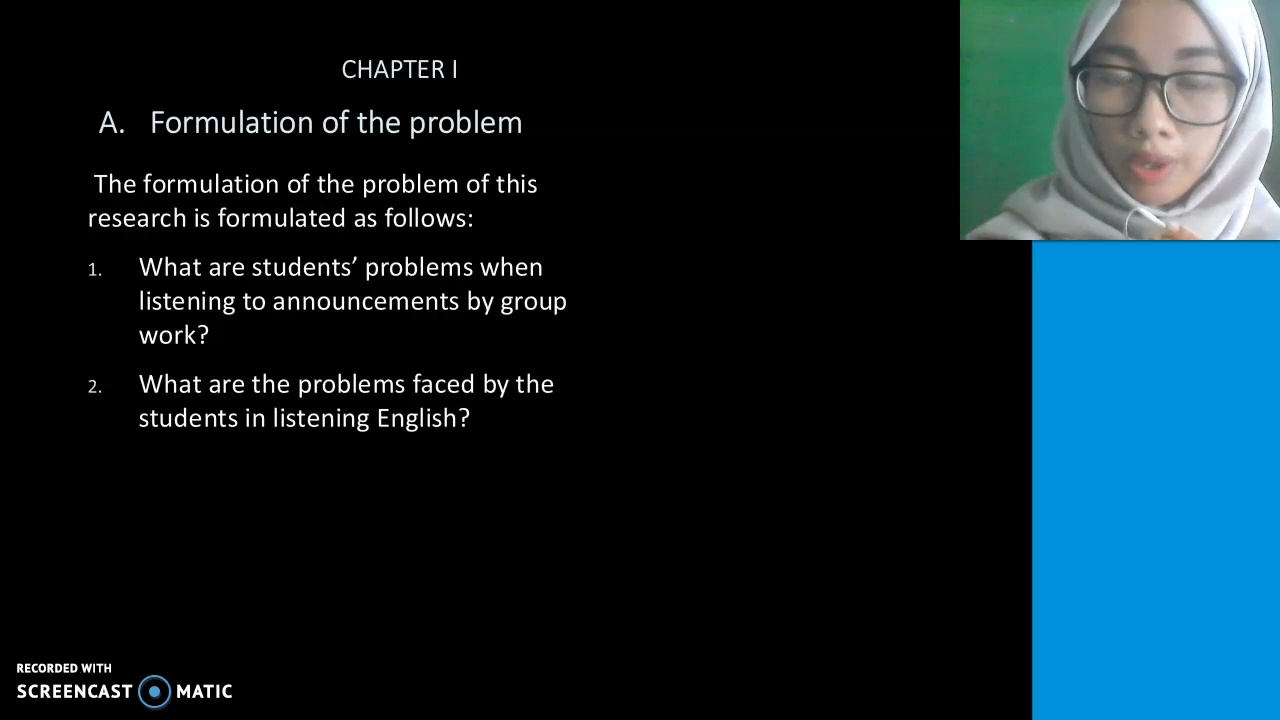 CHAPTER I
A. Formulation of the problem
The formulation of the problem of this
research is formulated as follows:
1. What are students’ problems when
listening to announcements by group
work?
2. What are the problems faced by the
students in listening English?
RECORDED WITH
SCREENCAST MATIC